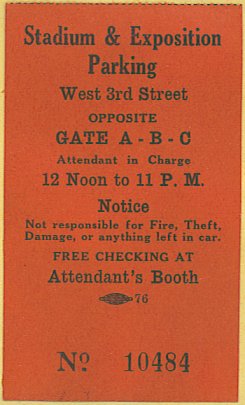 Stadium & Exposition
Parking
West 3rd Street
OPPOSITE
GATE A - B - C
Attendant in Charge
12 Noon to 11 P. M.
Notice
Not responsible for Fire, Theft,
Damage, or anything left in car.
FREE CHECKING AT
Attendant's Booth
76
No 10484